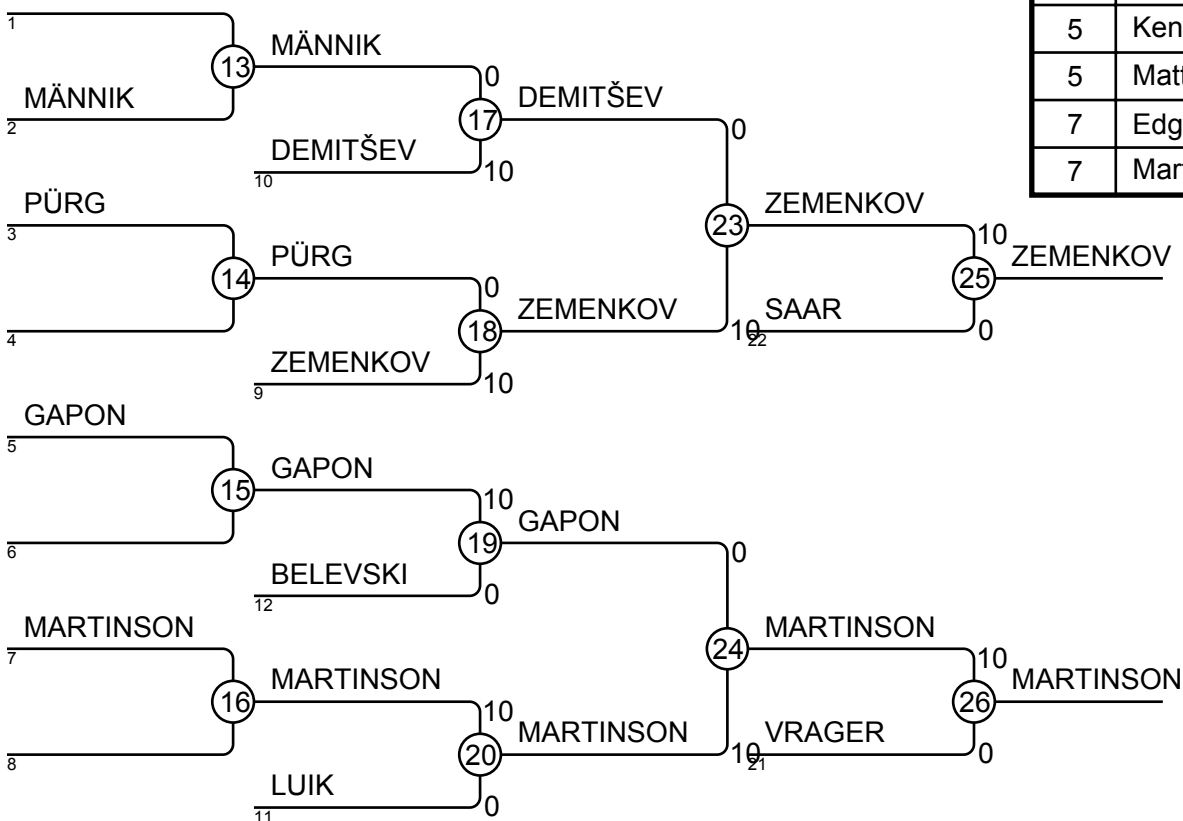 1
13
MÄNNIK
MÄNNIK
2
0
17
DEMITŠEV
DEMITŠEV
10
10
0
PÜRG
3
14
PÜRG
4
0
18
ZEMENKOV
ZEMENKOV
9
10
23
ZEMENKOV
10
10
25
ZEMENKOV
SAAR
22
0
GAPON
5
15
GAPON
6
10
19
GAPON
BELEVSKI
12
0
0
MARTINSON
7
16
MARTINSON
8
10
20
MARTINSON
LUIK
11
0
24
MARTINSON
10
10
26
MARTINSON
VRAGER
21
0
5 Ken
5 Matt
7 Edg
7 Mar